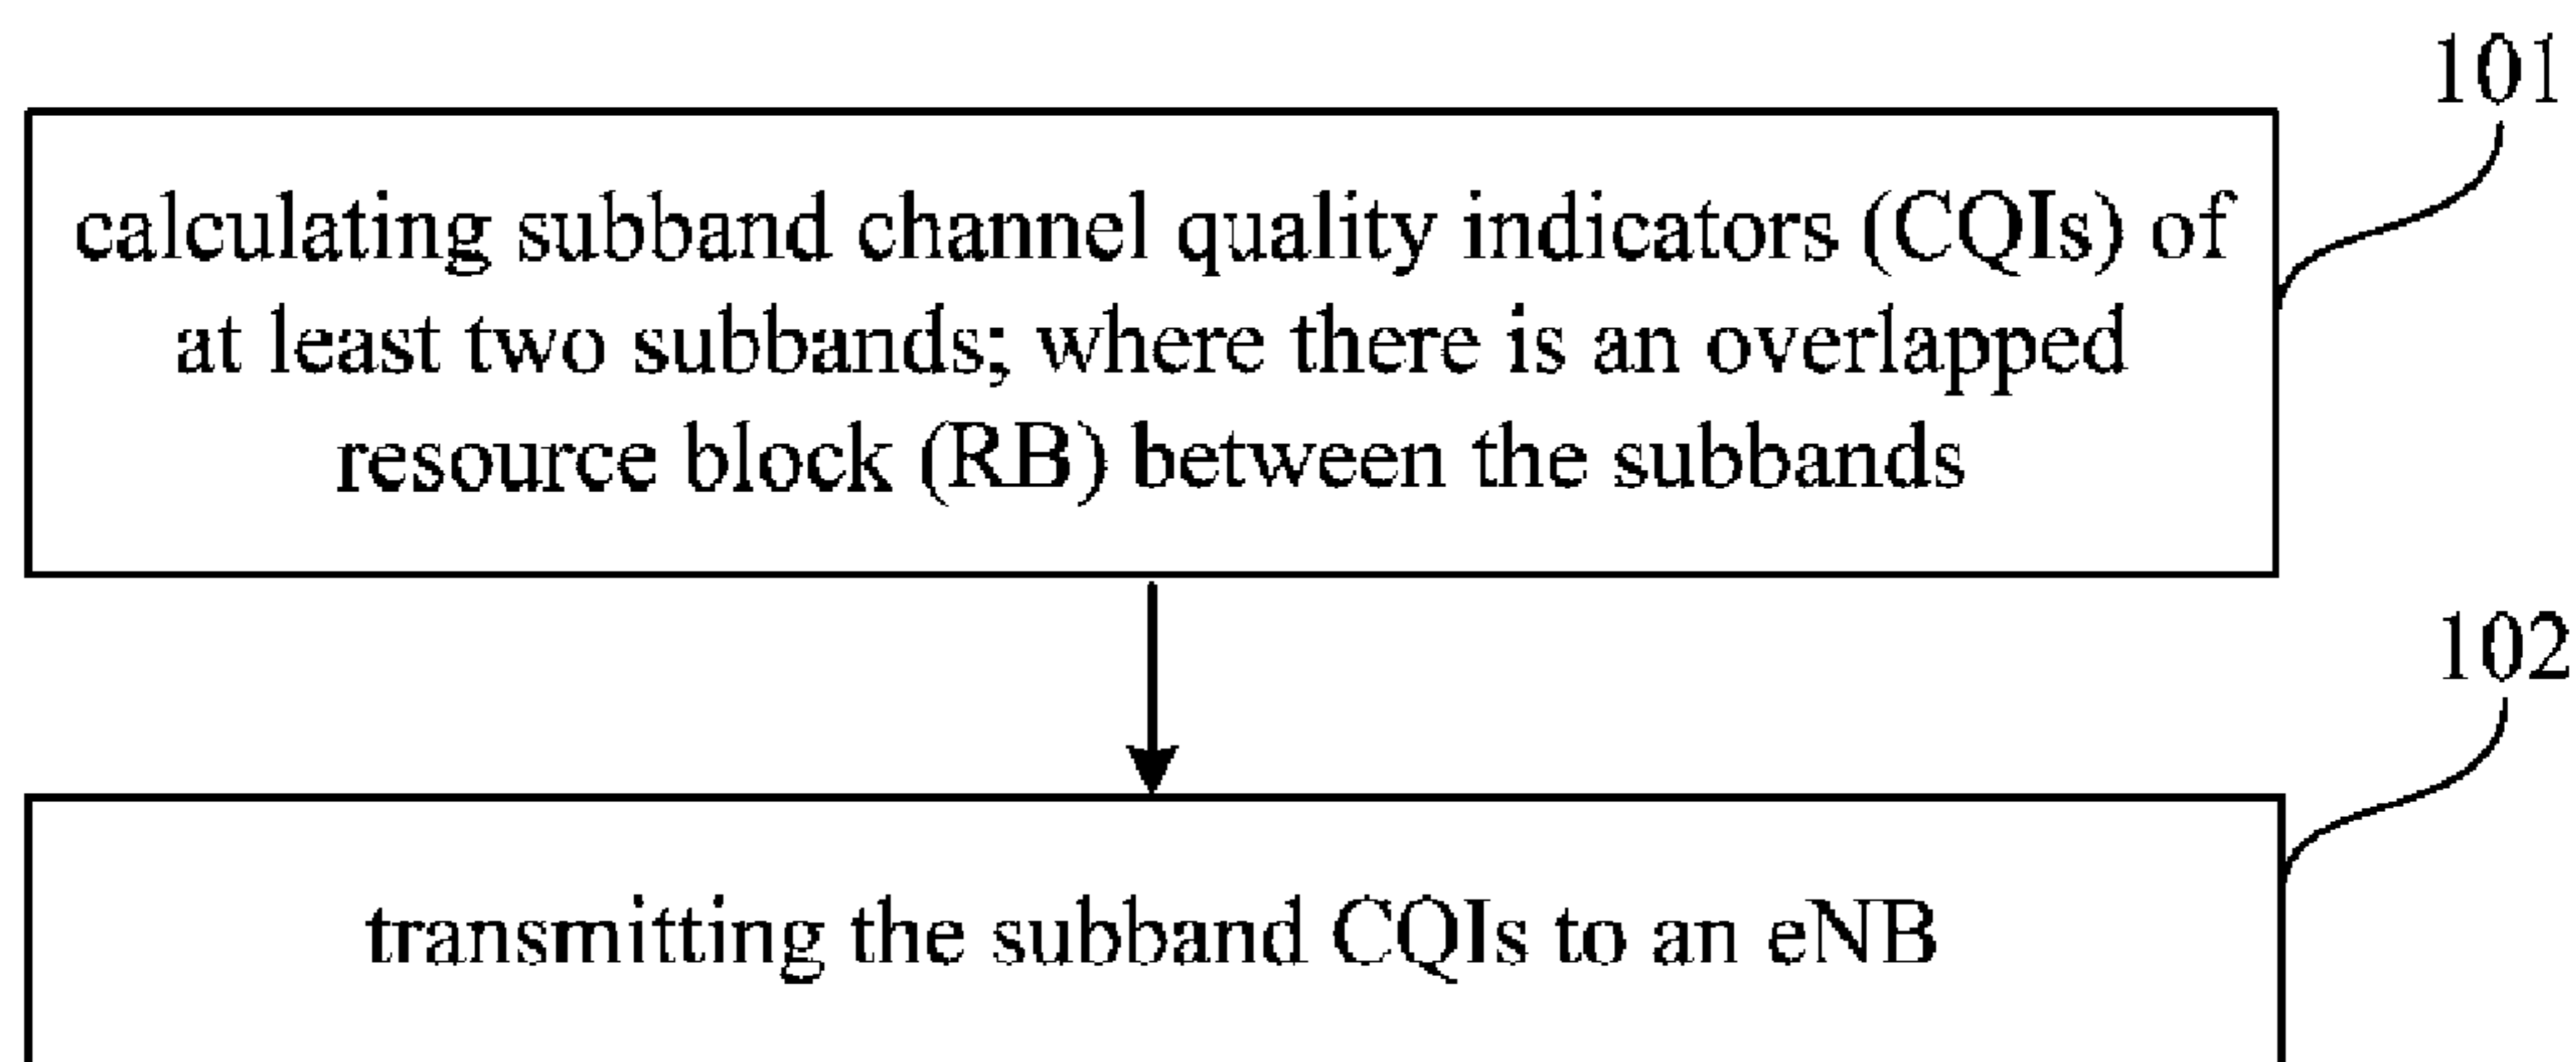 101
calculating subband channel quality indicators (CQIs) of
at least two subbands; where there is an overlapped
resource block (RB) between the subbands
102
transmitting the subband CQIs to an eNB